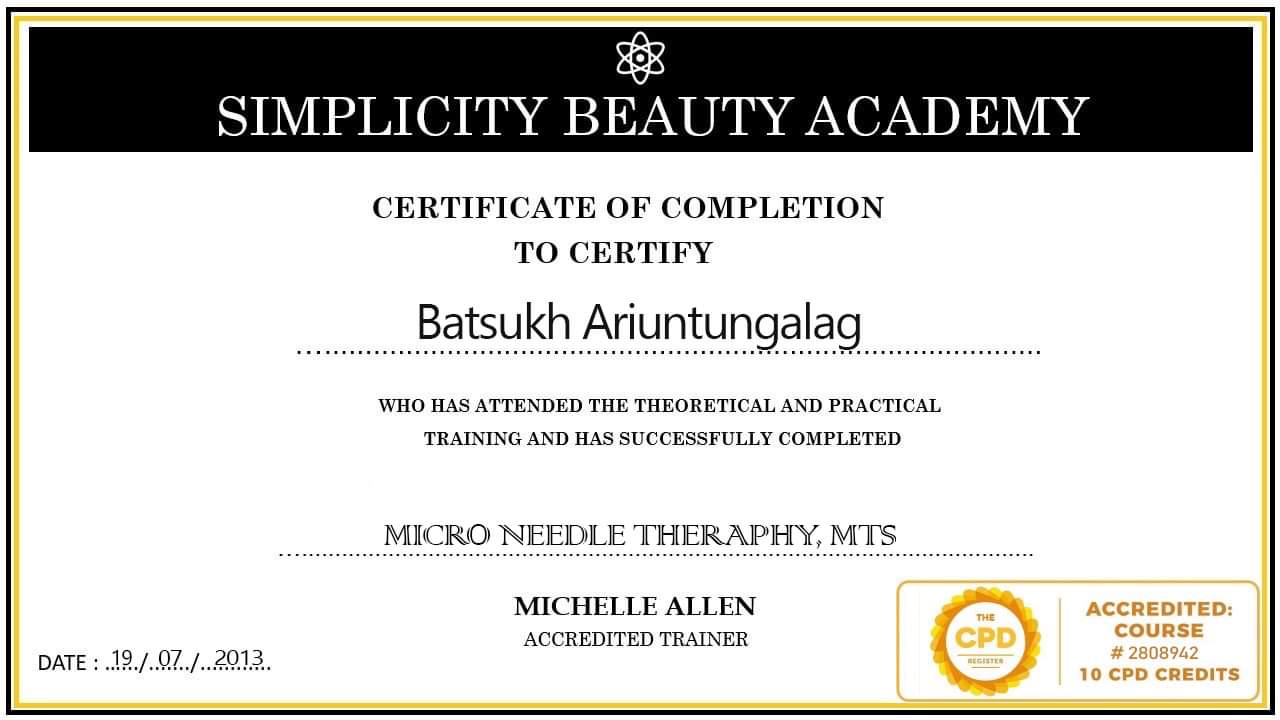 SIMPLICITY BEAUTY ACADEMY
CERTIFICATE OF COMPLETION
TO CERTIFY
Batsukh Ariuntungalag
WHO HAS ATTENDED THE THEORETICAL AND PRACTICAL
TRAINING AND HAS SUCCESSFULLY COMPLETED
MICRO NEEDLE THERAPHY, MTS
MICHELLE ALLEN
ACCREDITED TRAINER
DATE : 19/07/2013
THE
CPD
REGISTER
ACCREDITED:
COURSE
# 2808942
10 CPD CREDITS